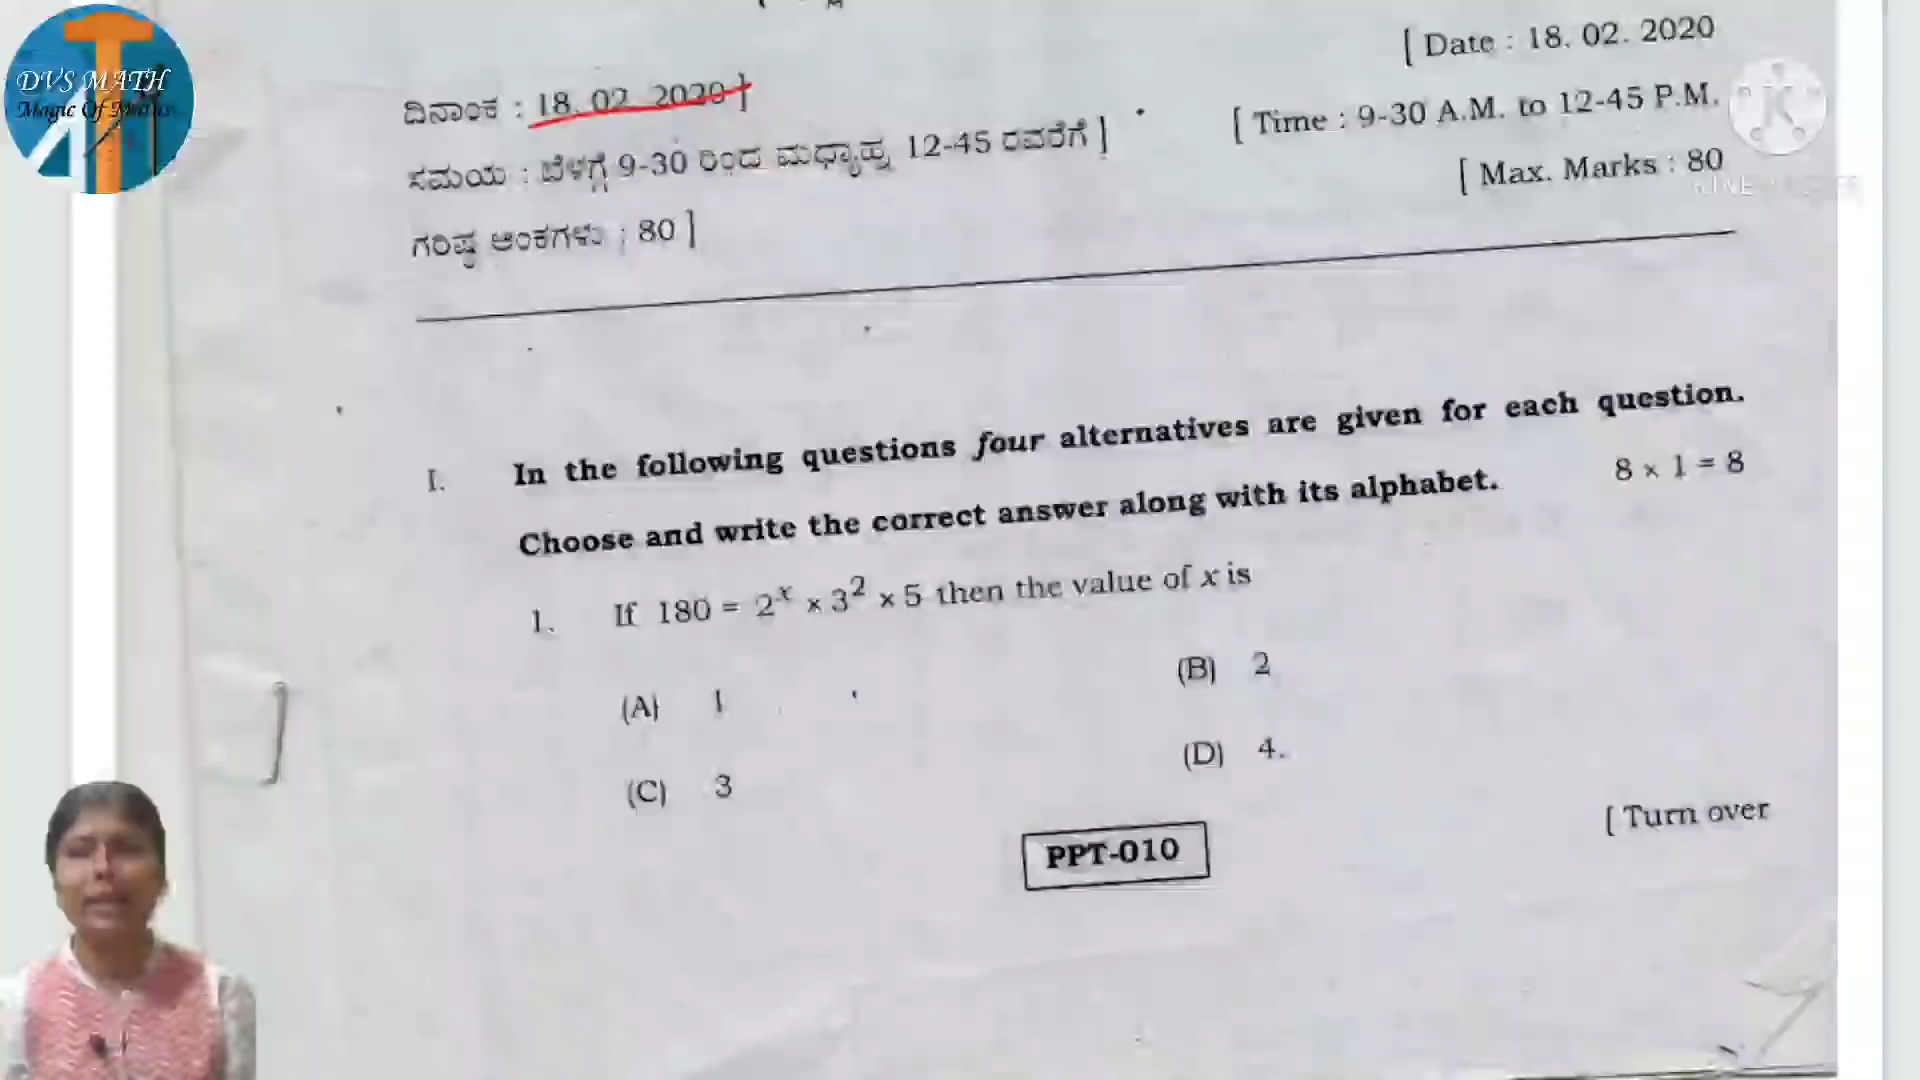 DVS MATH
Magic Of Maths
[ Date : 18. 02. 2020
ದಿನಾಂಕ : 18. 02. 2020 ]
[ Time : 9-30 A.M. to 12-45 P.M.
ಸಮಯ : ಬೆಳಗ್ಗೆ 9-30 ರಿಂದ ಮಧ್ಯಾಹ್ನ 12-45 ರವರೆಗೆ ]
[ Max. Marks : 80
ಗರಿಷ್ಠ ಅಂಕಗಳು : 80 ]
I. In the following questions four alternatives are given for each question.
Choose and write the correct answer along with its alphabet. 8 × 1 = 8
1. If 180 = 2^x × 3^2 × 5 then the value of x is
(A) 1 (B) 2
(C) 3 (D) 4.
PPT-010
[ Turn over